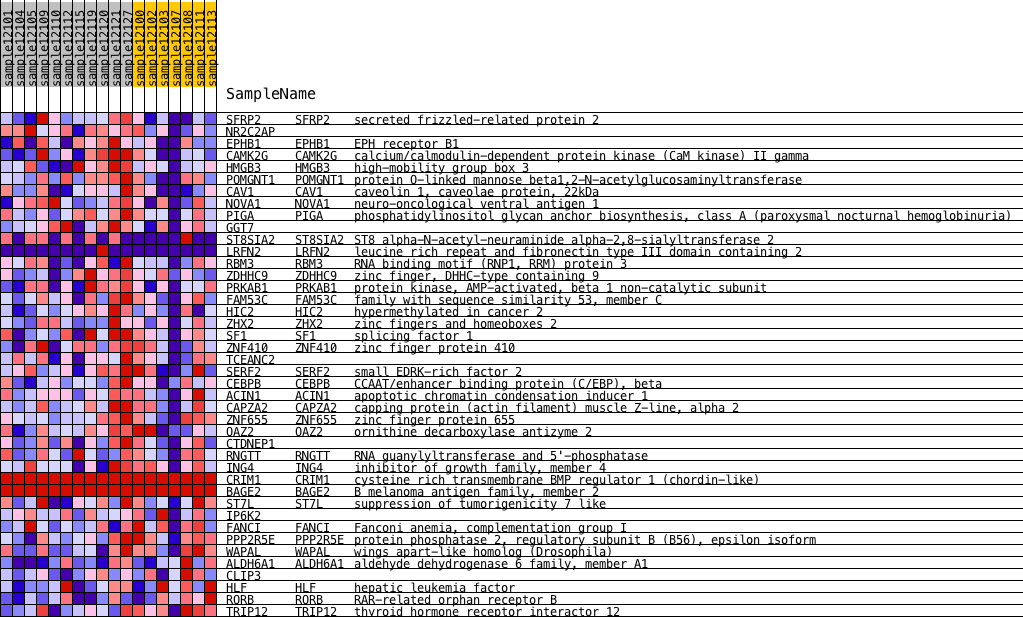 sample12101
sample12104
sample12105
sample12109
sample12110
sample12112
sample12115
sample12119
sample12120
sample12121
sample12127
sample12100
sample12102
sample12103
sample12107
sample12108
sample12111
sample12113
SampleName
SFRP2 SFRP2 secreted frizzled-related protein 2
NR2C2AP
EPHB1 EPHB1 EPH receptor B1
CAMK2G CAMK2G calcium/calmodulin-dependent protein kinase (CaM kinase) II gamma
HMGB3 HMGB3 high-mobility group box 3
POMGNT1 POMGNT1 protein O-linked mannose beta1,2-N-acetylglucosaminyltransferase
CAV1 CAV1 caveolin 1, caveolae protein, 22kDa
NOVA1 NOVA1 neuro-oncological ventral antigen 1
PIGA PIGA phosphatidylinositol glycan anchor biosynthesis, class A (paroxysmal nocturnal hemoglobinuria)
GGT7
ST8SIA2 ST8SIA2 ST8 alpha-N-acetyl-neuraminide alpha-2,8-sialyltransferase 2
LRFN2 LRFN2 leucine rich repeat and fibronectin type III domain containing 2
RBM3 RBM3 RNA binding motif (RNP1, RRM) protein 3
ZDHHC9 ZDHHC9 zinc finger, DHHC-type containing 9
PRKAB1 PRKAB1 protein kinase, AMP-activated, beta 1 non-catalytic subunit
FAM53C FAM53C family with sequence similarity 53, member C
HIC2 HIC2 hypermethylated in cancer 2
ZHX2 ZHX2 zinc fingers and homeoboxes 2
SF1 SF1 splicing factor 1
ZNF410 ZNF410 zinc finger protein 410
TCEANC2
SERF2 SERF2 small EDRK-rich factor 2
CEBPB CEBPB CCAAT/enhancer binding protein (C/EBP), beta
ACIN1 ACIN1 apoptotic chromatin condensation inducer 1
CAPZA2 CAPZA2 capping protein (actin filament) muscle Z-line, alpha 2
ZNF655 ZNF655 zinc finger protein 655
OAZ2 OAZ2 ornithine decarboxylase antizyme 2
CTDNEP1
RNGTT RNGTT RNA guanylyltransferase and 5'-phosphatase
ING4 ING4 inhibitor of growth family, member 4
CRIM1 CRIM1 cysteine rich transmembrane BMP regulator 1 (chordin-like)
BAGE2 BAGE2 B melanoma antigen family, member 2
ST7L ST7L suppression of tumorigenicity 7 like
IP6K2
FANCI FANCI Fanconi anemia, complementation group I
PPP2R5E PPP2R5E protein phosphatase 2, regulatory subunit B (B56), epsilon isoform
WAPAL WAPAL wings apart-like homolog (Drosophila)
ALDH6A1 ALDH6A1 aldehyde dehydrogenase 6 family, member A1
CLIP3
HLF HLF hepatic leukemia factor
RORB RORB RAR-related orphan receptor B
TRIP12 TRIP12 thyroid hormone receptor interactor 12